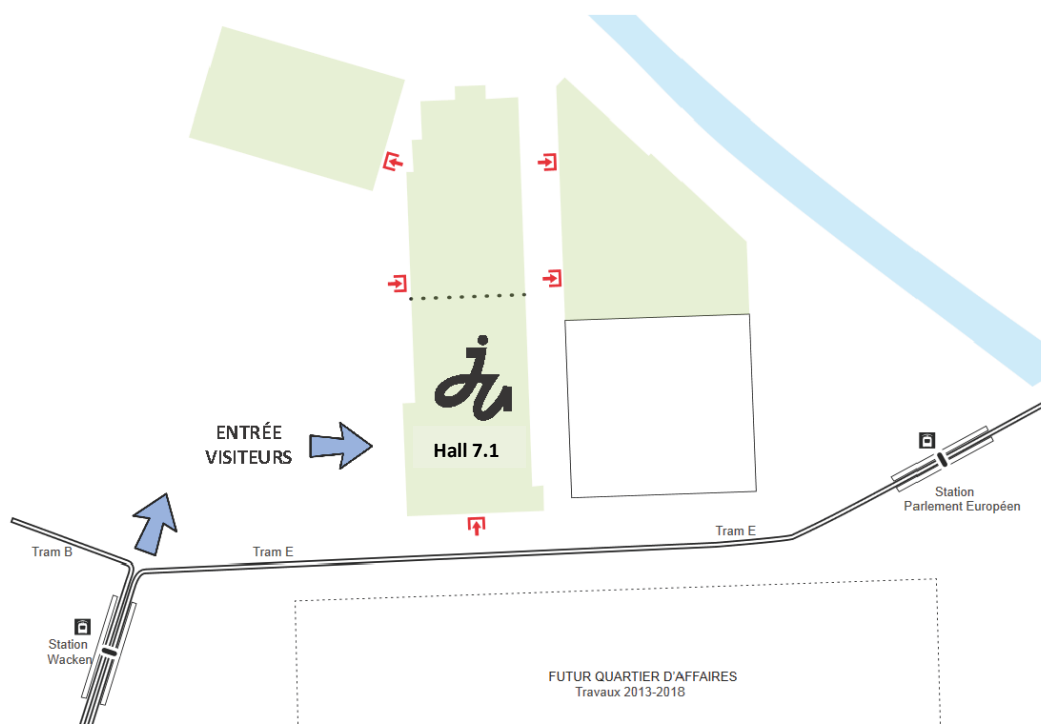 ju
Hall 7.1
ENTRÉE
VISITEURS
Station
Parlement Européen
Tram B
Tram E
Tram E
Station
Wacken
FUTUR QUARTIER D'AFFAIRES
Travaux 2013-2018